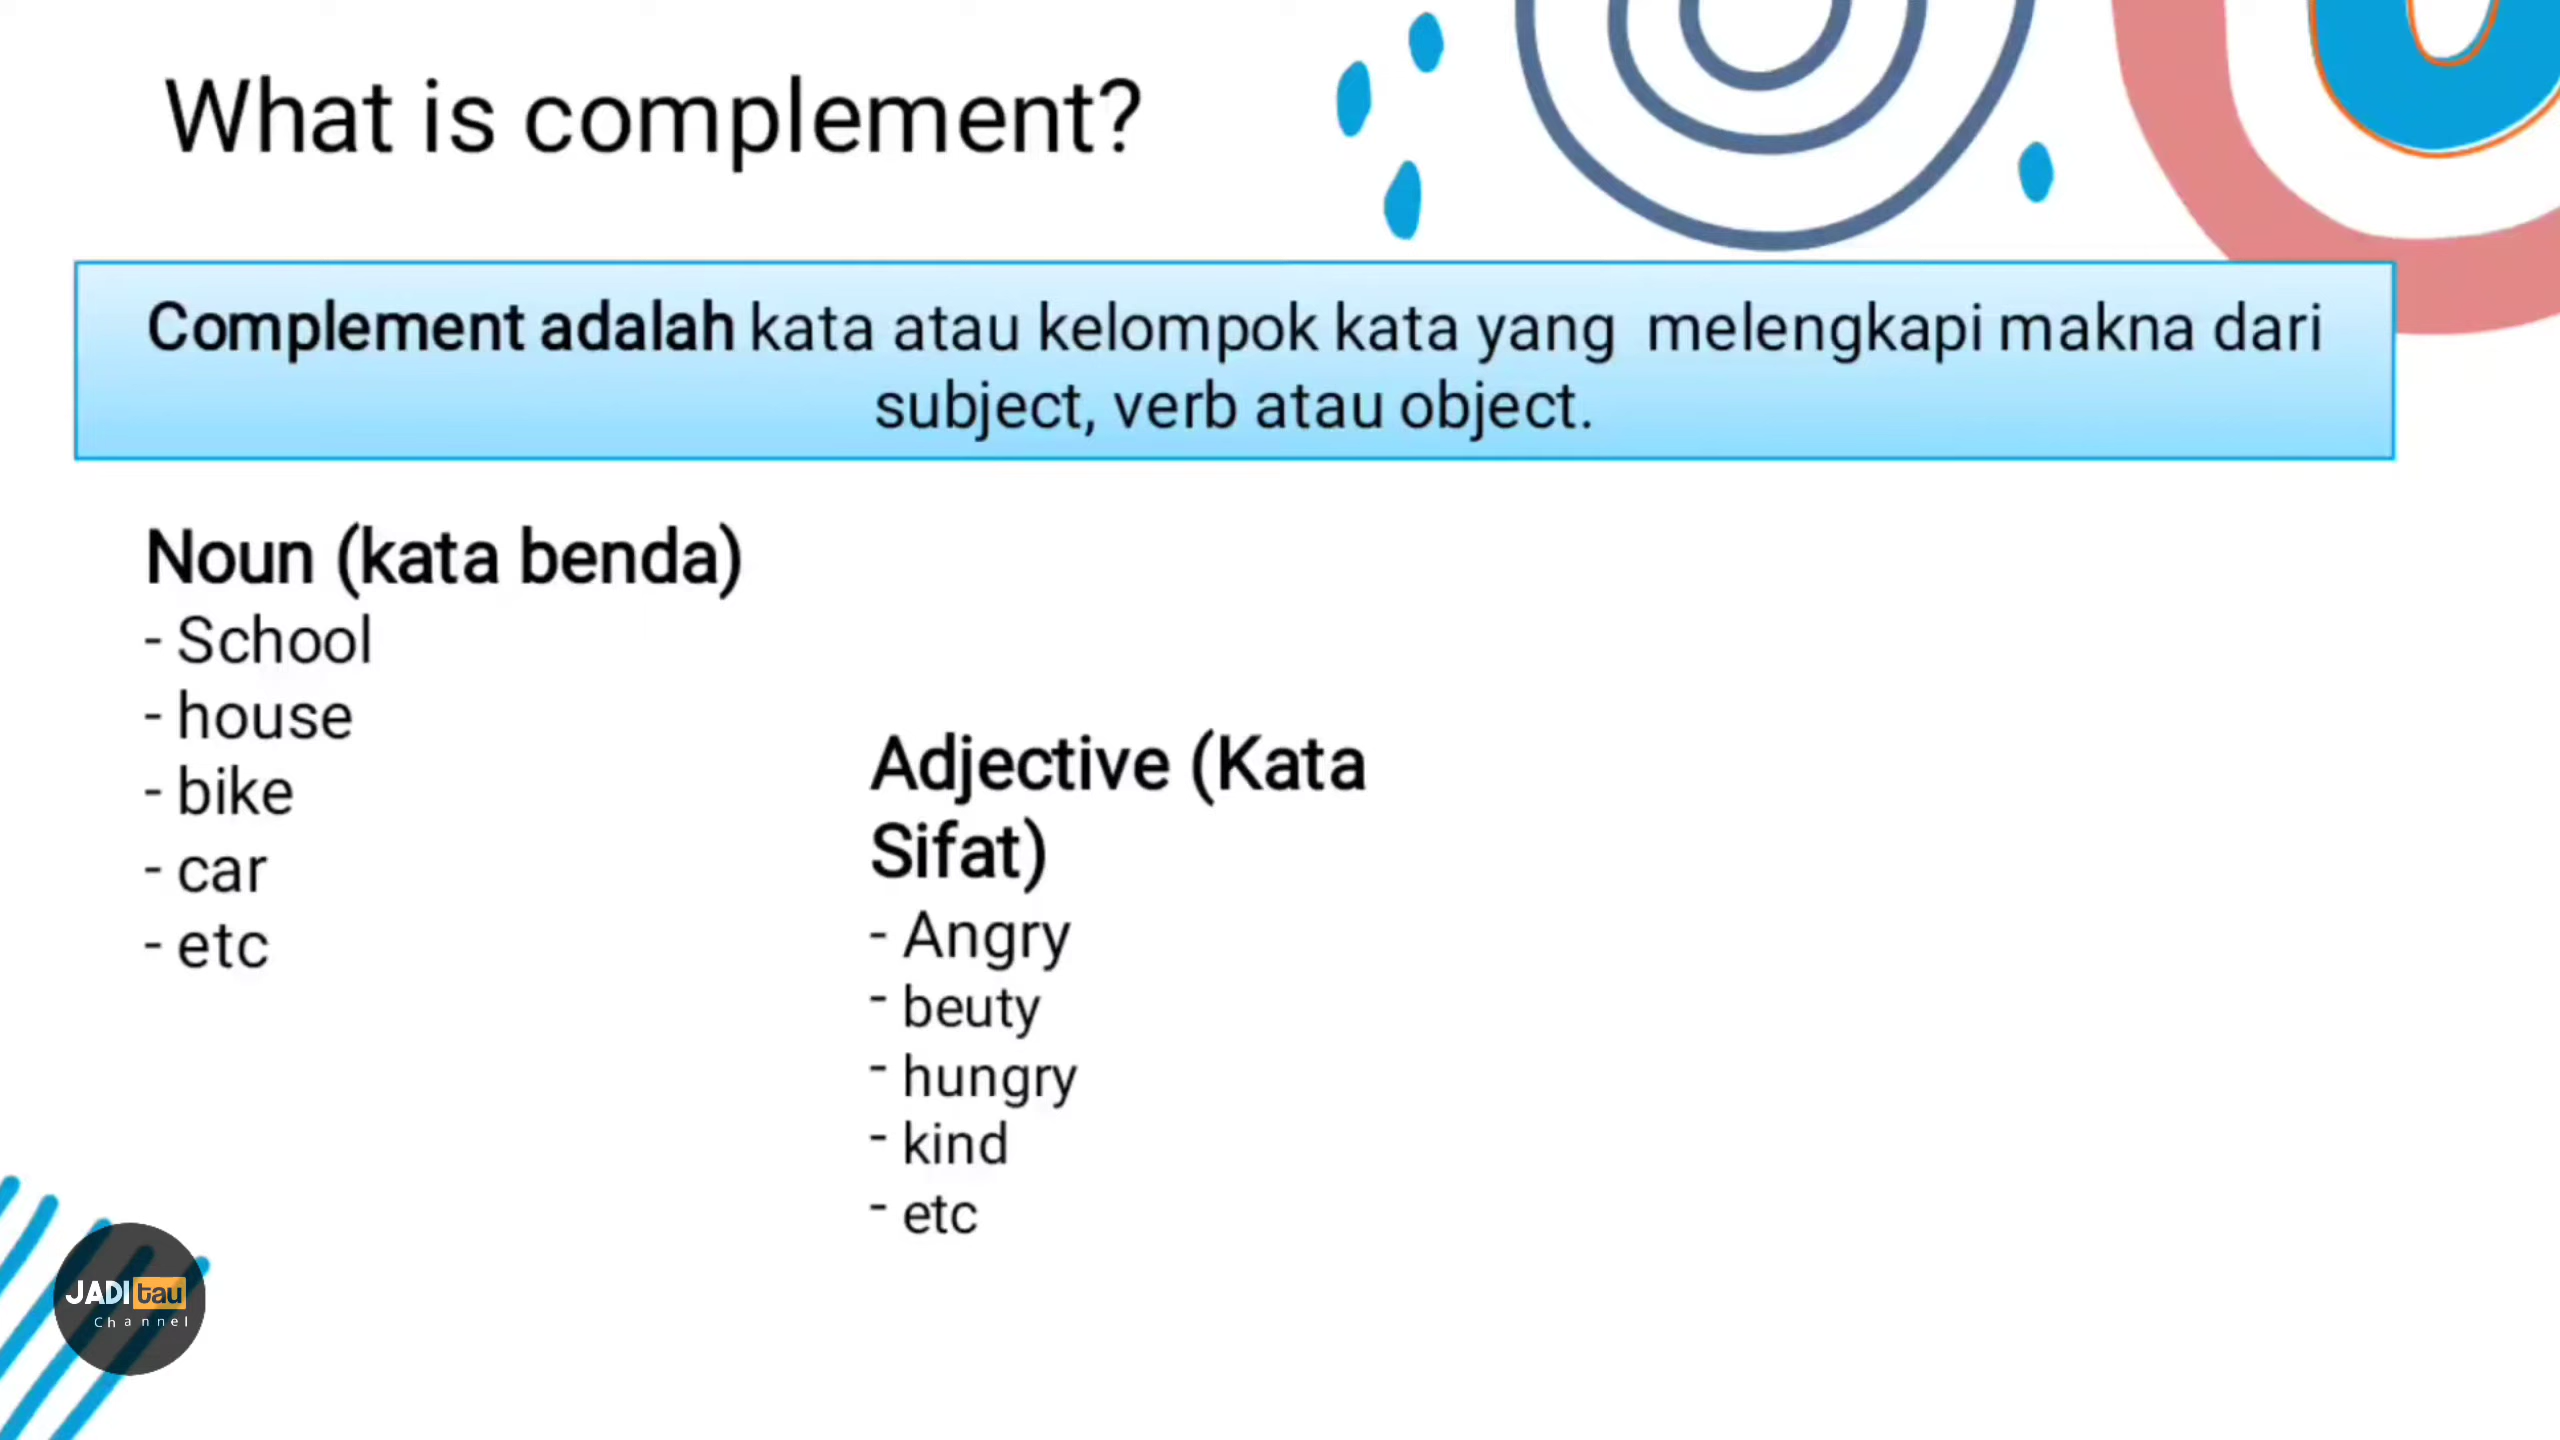 What is complement?
Complement adalah kata atau kelompok kata yang melengkapi makna dari
subject, verb atau object.
Noun (kata benda)
- School
- house
- bike
- car
- etc
Adjective (Kata
Sifat)
- Angry
- beuty
- hungry
- kind
- etc
JADI tau
Channel